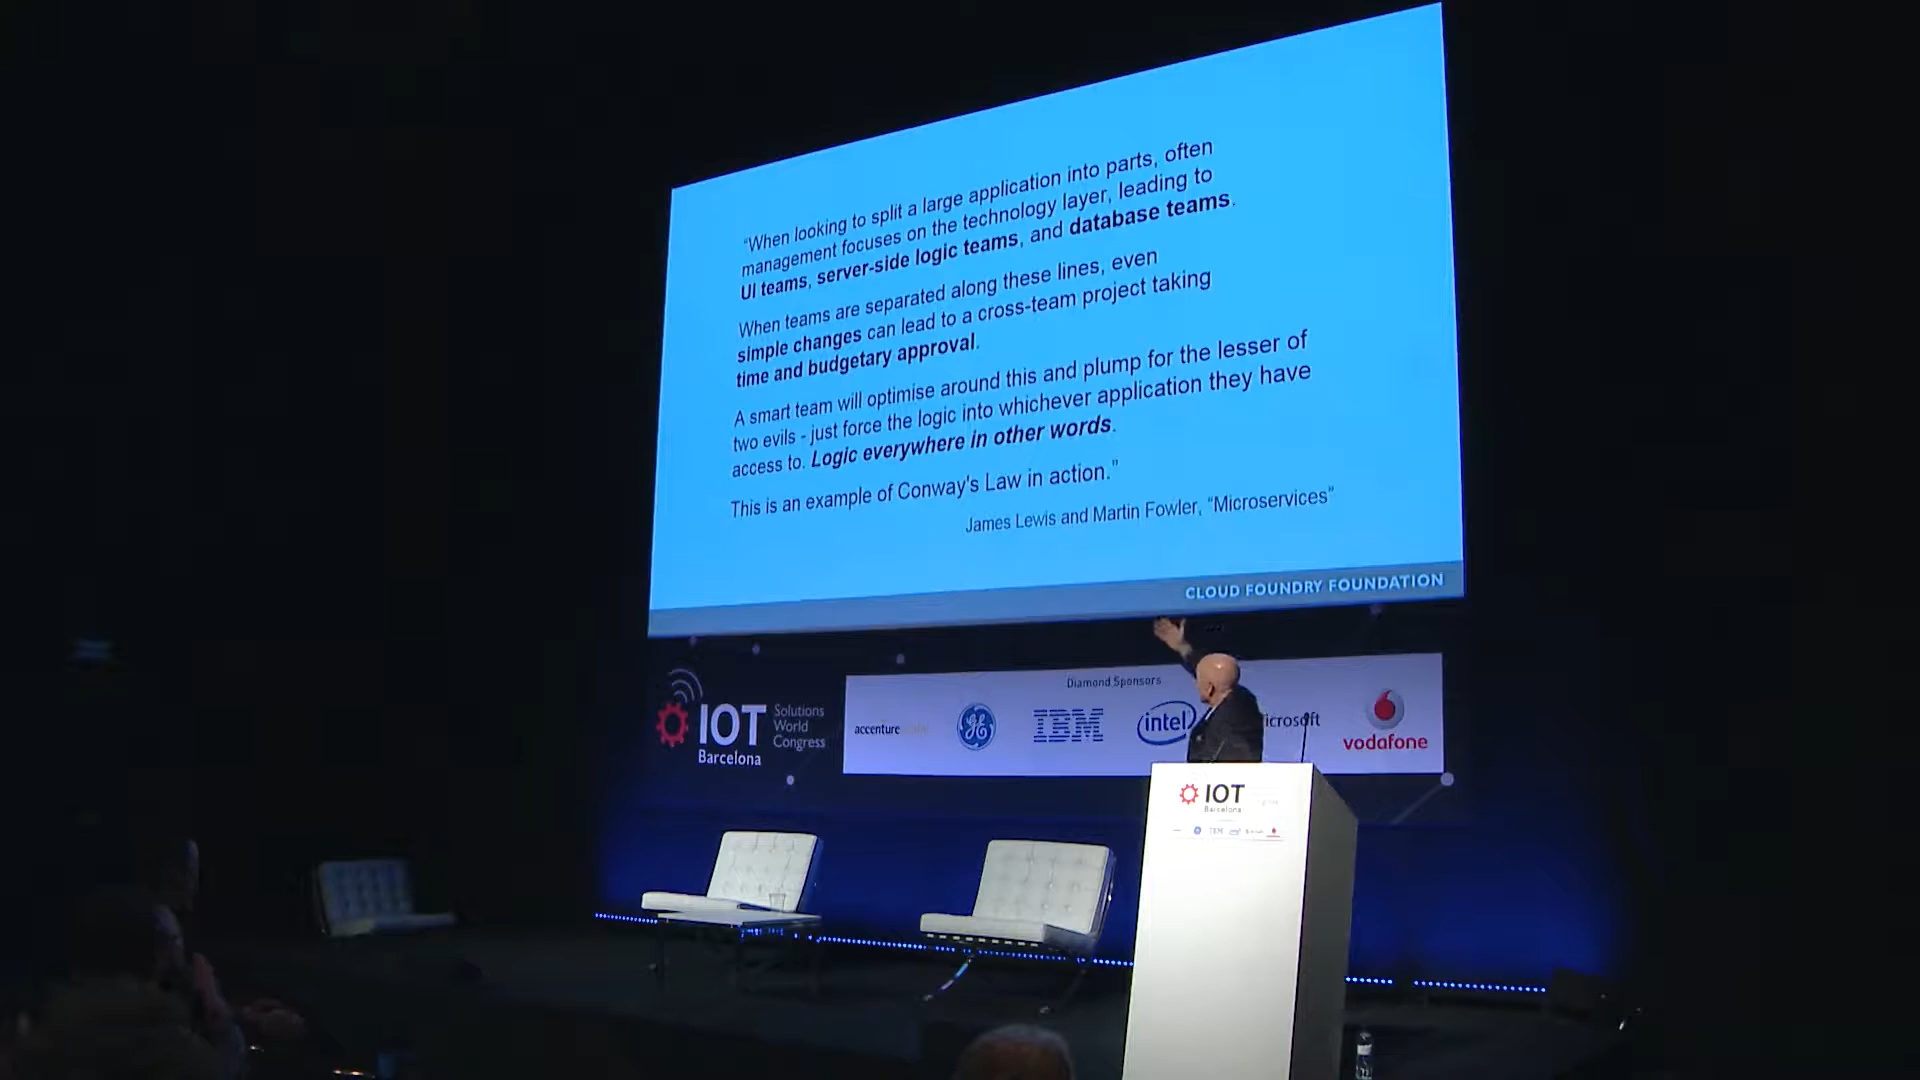 “When looking to split a large application into parts, often
management focuses on the technology layer, leading to
UI teams, server-side logic teams, and database teams.
When teams are separated along these lines, even
simple changes can lead to a cross-team project taking
time and budgetary approval.
A smart team will optimise around this and plump for the lesser of
two evils - just force the logic into whichever application they have
access to. Logic everywhere in other words.
This is an example of Conway's Law in action.”
James Lewis and Martin Fowler, “Microservices”
CLOUD FOUNDRY FOUNDATION
IOT
Solutions
World
Congress
Barcelona
Diamond Sponsors
accenture
GE
IBM
intel
icrosoft
vodafone
IOT
Barcelona
IBM